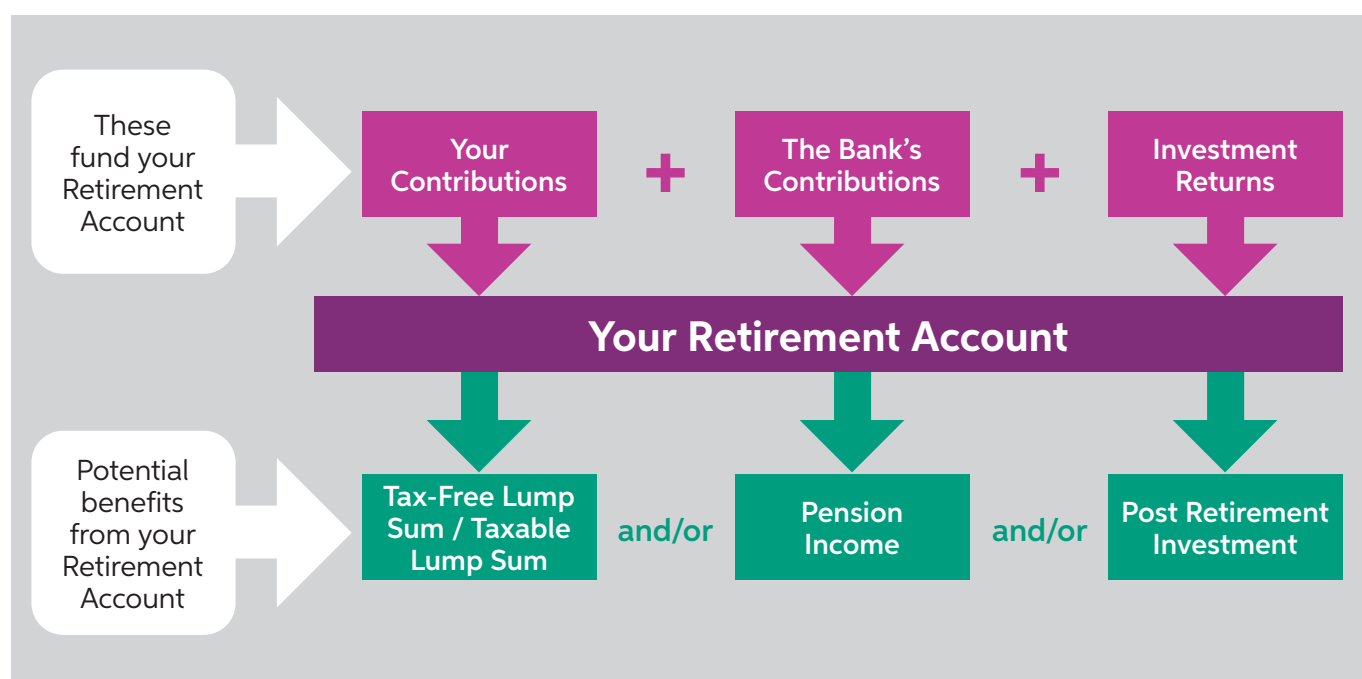 These
fund your
Retirement
Account
Your
Contributions
+
The Bank's
Contributions
+
Investment
Returns
Your Retirement Account
Potential
benefits
from your
Retirement
Account
Tax-Free Lump
Sum / Taxable
Lump Sum
and/or
Pension
Income
and/or
Post Retirement
Investment